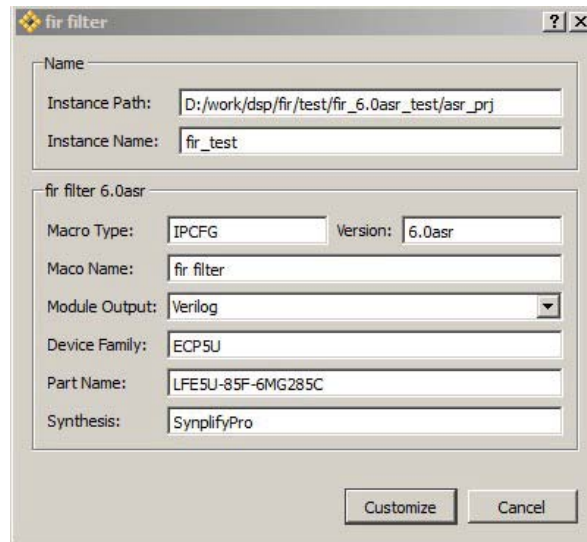 fir filter
Name
Instance Path: D:/work/dsp/fir/test/fir_6.0asr_test/asr_prj
Instance Name: fir_test
fir filter 6.0asr
Macro Type: IPCFG Version: 6.0asr
Maco Name: fir filter
Module Output: Verilog
Device Family: ECP5U
Part Name: LFE5U-85F-6MG285C
Synthesis: SynplifyPro
Customize Cancel